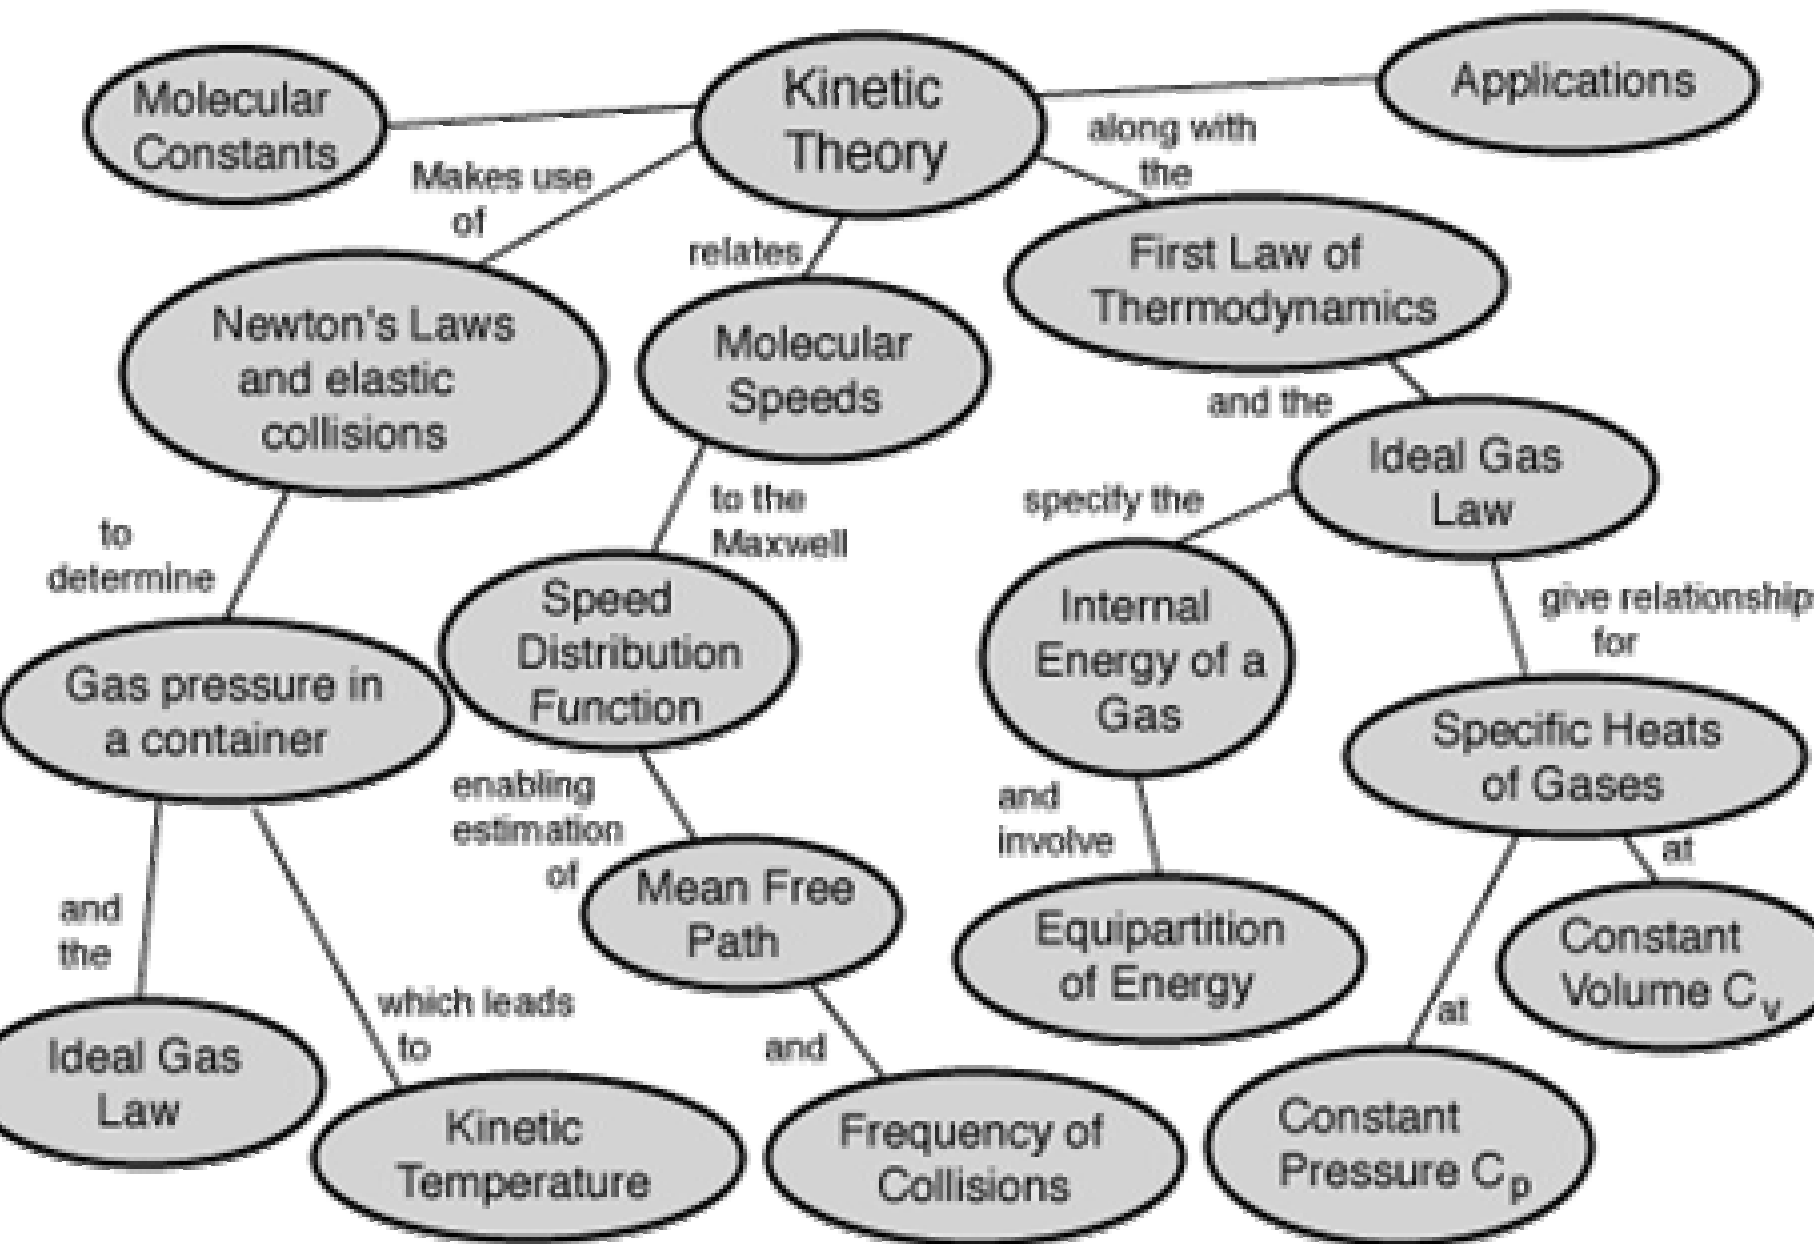 Molecular
Constants
Kinetic
Theory
Applications
Makes use
of
relates
along with
the
Newton's Laws
and elastic
collisions
Molecular
Speeds
First Law of
Thermodynamics
and the
Ideal Gas
Law
to
determine
to the
Maxwell
specify the
give relationship
for
Gas pressure in
a container
Speed
Distribution
Function
Internal
Energy of a
Gas
Specific Heats
of Gases
and
the
which leads
to
enabling
estimation
of
and
involve
at
at
Mean Free
Path
Equipartition
of Energy
Constant
Volume Cv
Ideal Gas
Law
Kinetic
Temperature
and
Frequency of
Collisions
Constant
Pressure Cp